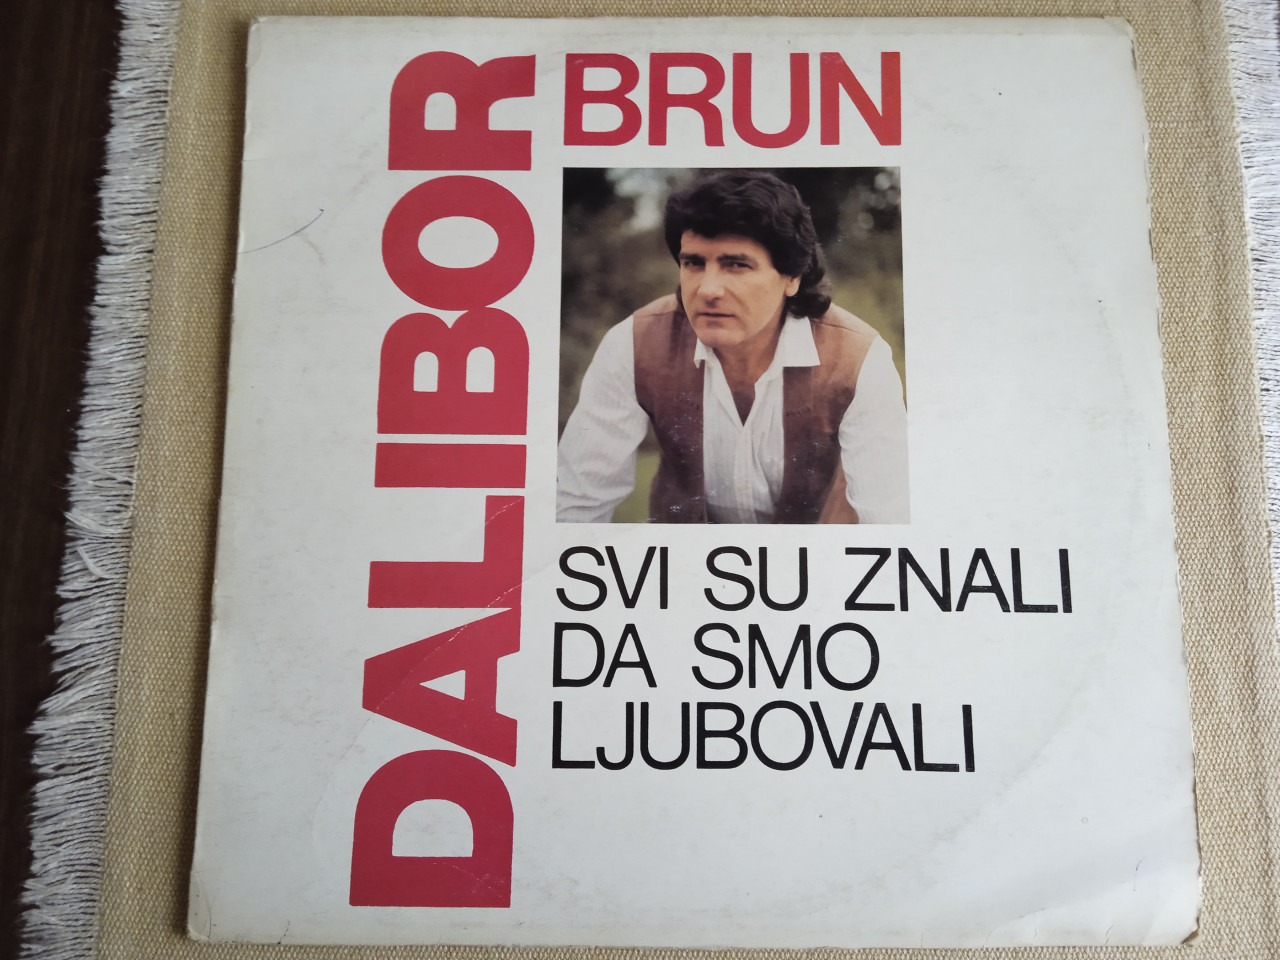 DALIBOR
BRUN
SVI SU ZNALI
DA SMO
LJUBOVALI